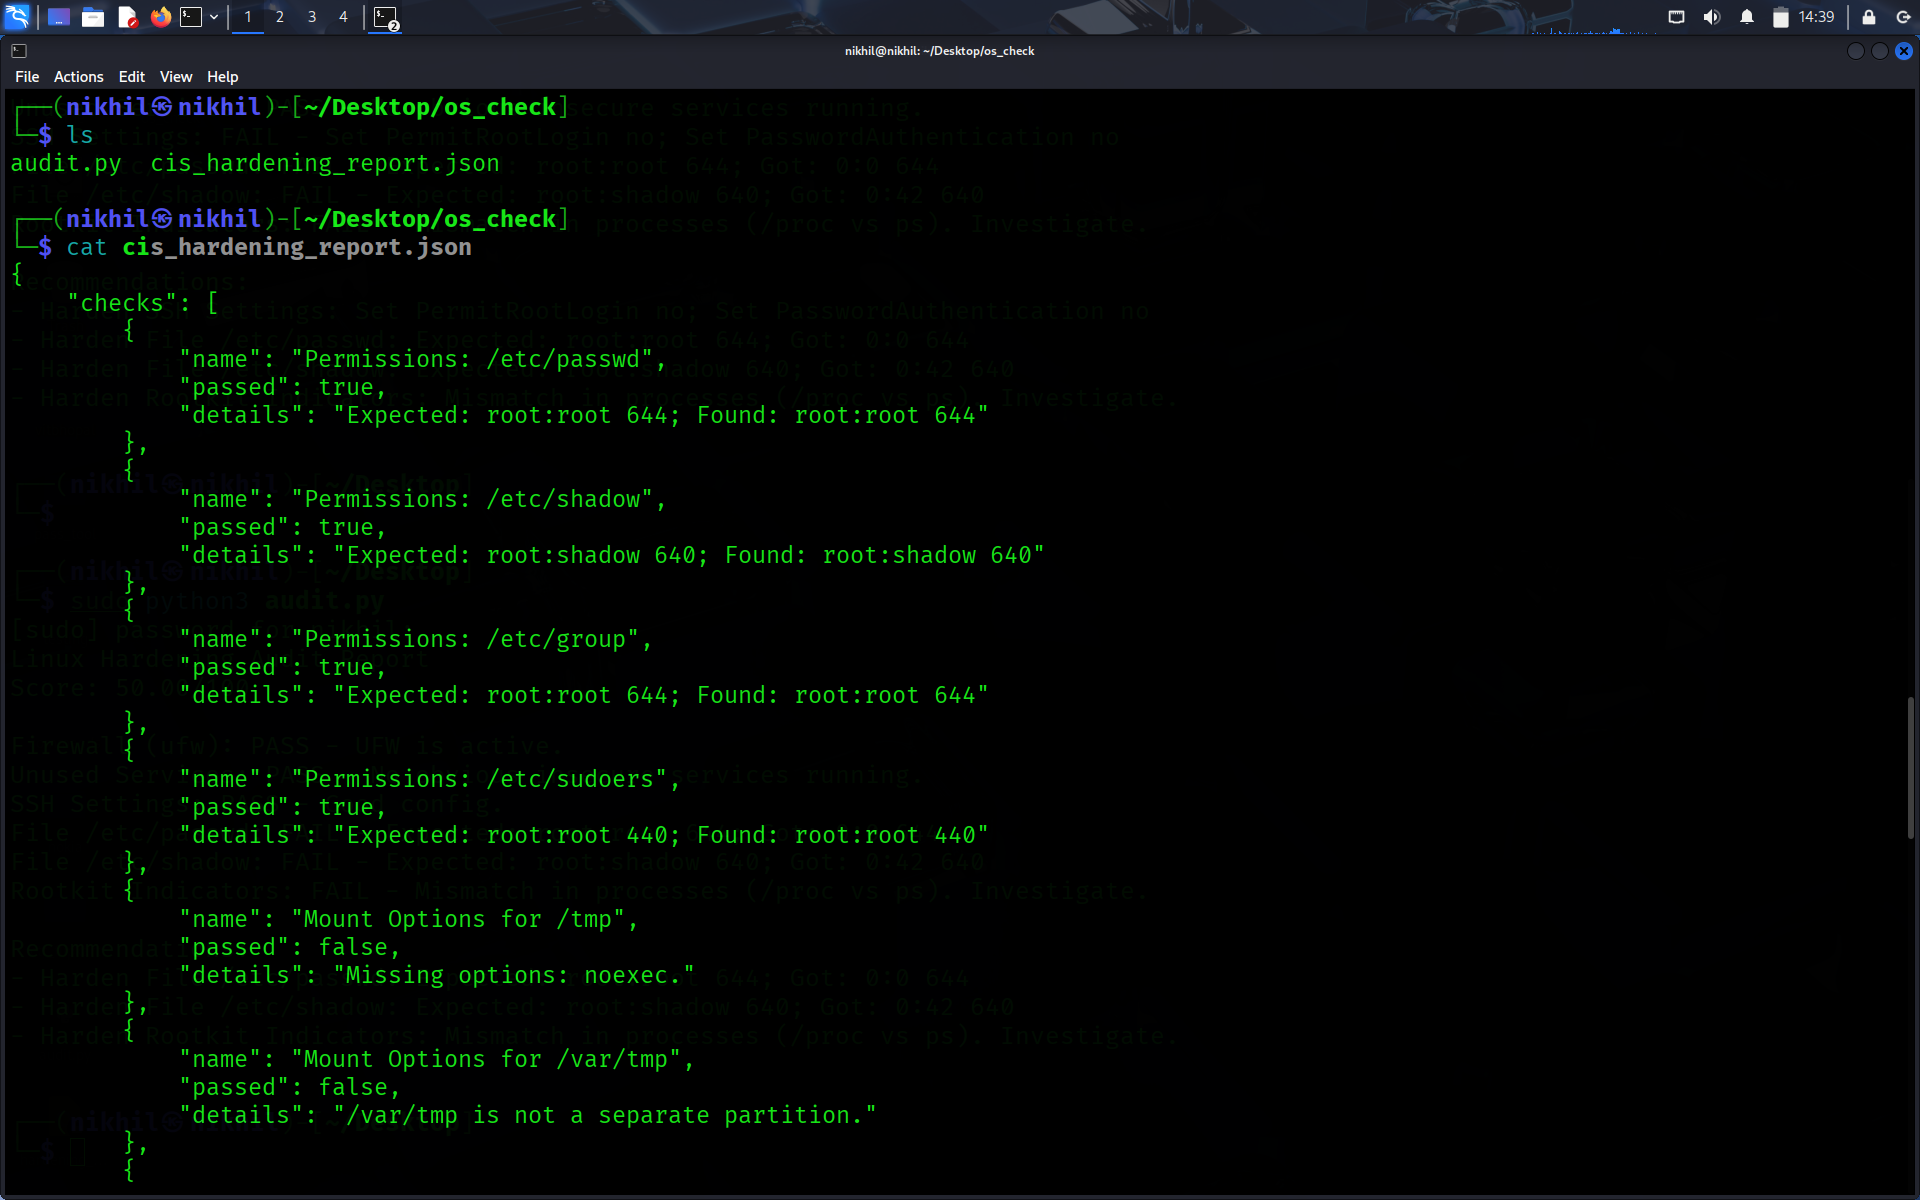 1 2 3 4 2 14:39
nikhil@nikhil: ~/Desktop/os_check
File Actions Edit View Help
┌──(nikhil㉿nikhil)-[~/Desktop/os_check]
└─$ ls
audit.py cis_hardening_report.json
┌──(nikhil㉿nikhil)-[~/Desktop/os_check]
└─$ cat cis_hardening_report.json
{
"checks": [
{
"name": "Permissions: /etc/passwd",
"passed": true,
"details": "Expected: root:root 644; Found: root:root 644"
},
{
"name": "Permissions: /etc/shadow",
"passed": true,
"details": "Expected: root:shadow 640; Found: root:shadow 640"
},
{
"name": "Permissions: /etc/group",
"passed": true,
"details": "Expected: root:root 644; Found: root:root 644"
},
{
"name": "Permissions: /etc/sudoers",
"passed": true,
"details": "Expected: root:root 440; Found: root:root 440"
},
{
"name": "Mount Options for /tmp",
"passed": false,
"details": "Missing options: noexec."
},
{
"name": "Mount Options for /var/tmp",
"passed": false,
"details": "/var/tmp is not a separate partition."
},
{